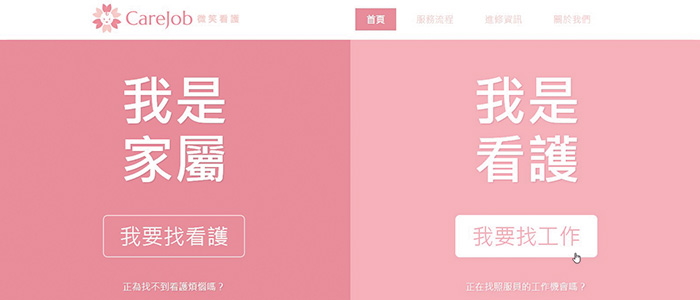 CareJob 微笑看護
首頁 服務流程 進修資訊 關於我們
我是
家屬
我要找看護
正為找不到看護煩惱嗎？
我是
看護
我要找工作
正在找照服員的工作機會嗎？